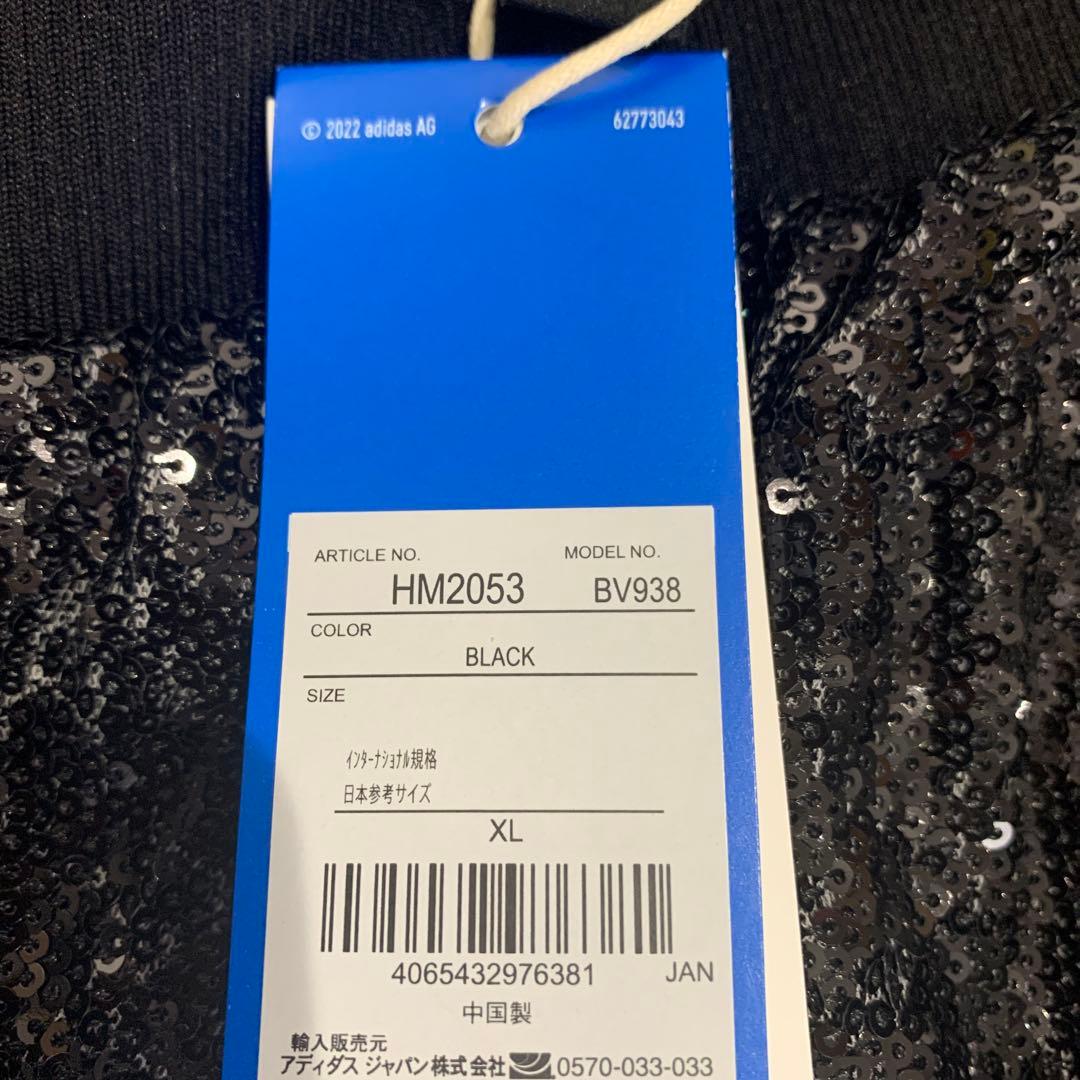 © 2022 adidas AG 62773043
ARTICLE NO. MODEL NO.
HM2053 BV938
COLOR
BLACK
SIZE
ｲﾝﾀｰﾅｼｮﾅﾙ規格
日本参考サイズ
XL
4065432976381 JAN
中国製
輸入販売元
アディダス ジャパン株式会社 0570-033-033